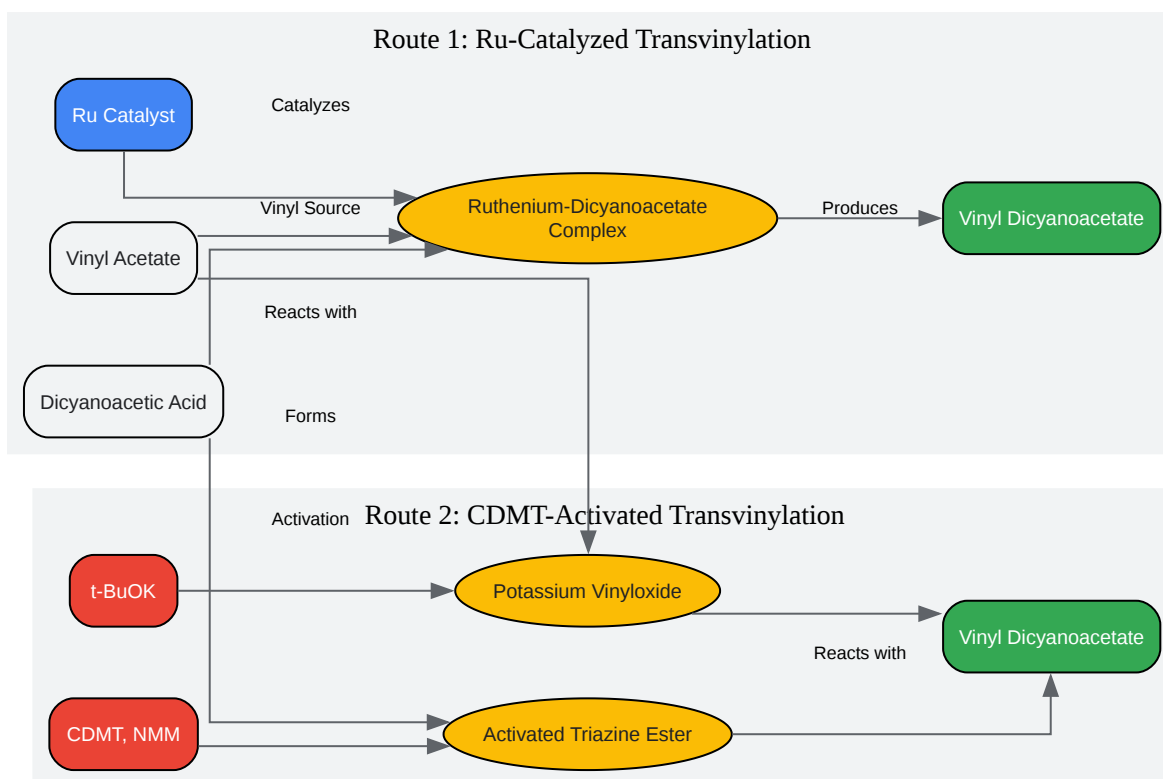 Route 1: Ru-Catalyzed Transvinylation
Ru Catalyst
Catalyzes
Vinyl Source
Ruthenium-Dicyanoacetate
Complex
Produces
Vinyl Dicyanoacetate
Vinyl Acetate
Reacts with
Dicyanoacetic Acid
Forms
Activation
Route 2: CDMT-Activated Transvinylation
t-BuOK
Potassium Vinyloxide
Vinyl Dicyanoacetate
Reacts with
CDMT, NMM
Activated Triazine Ester